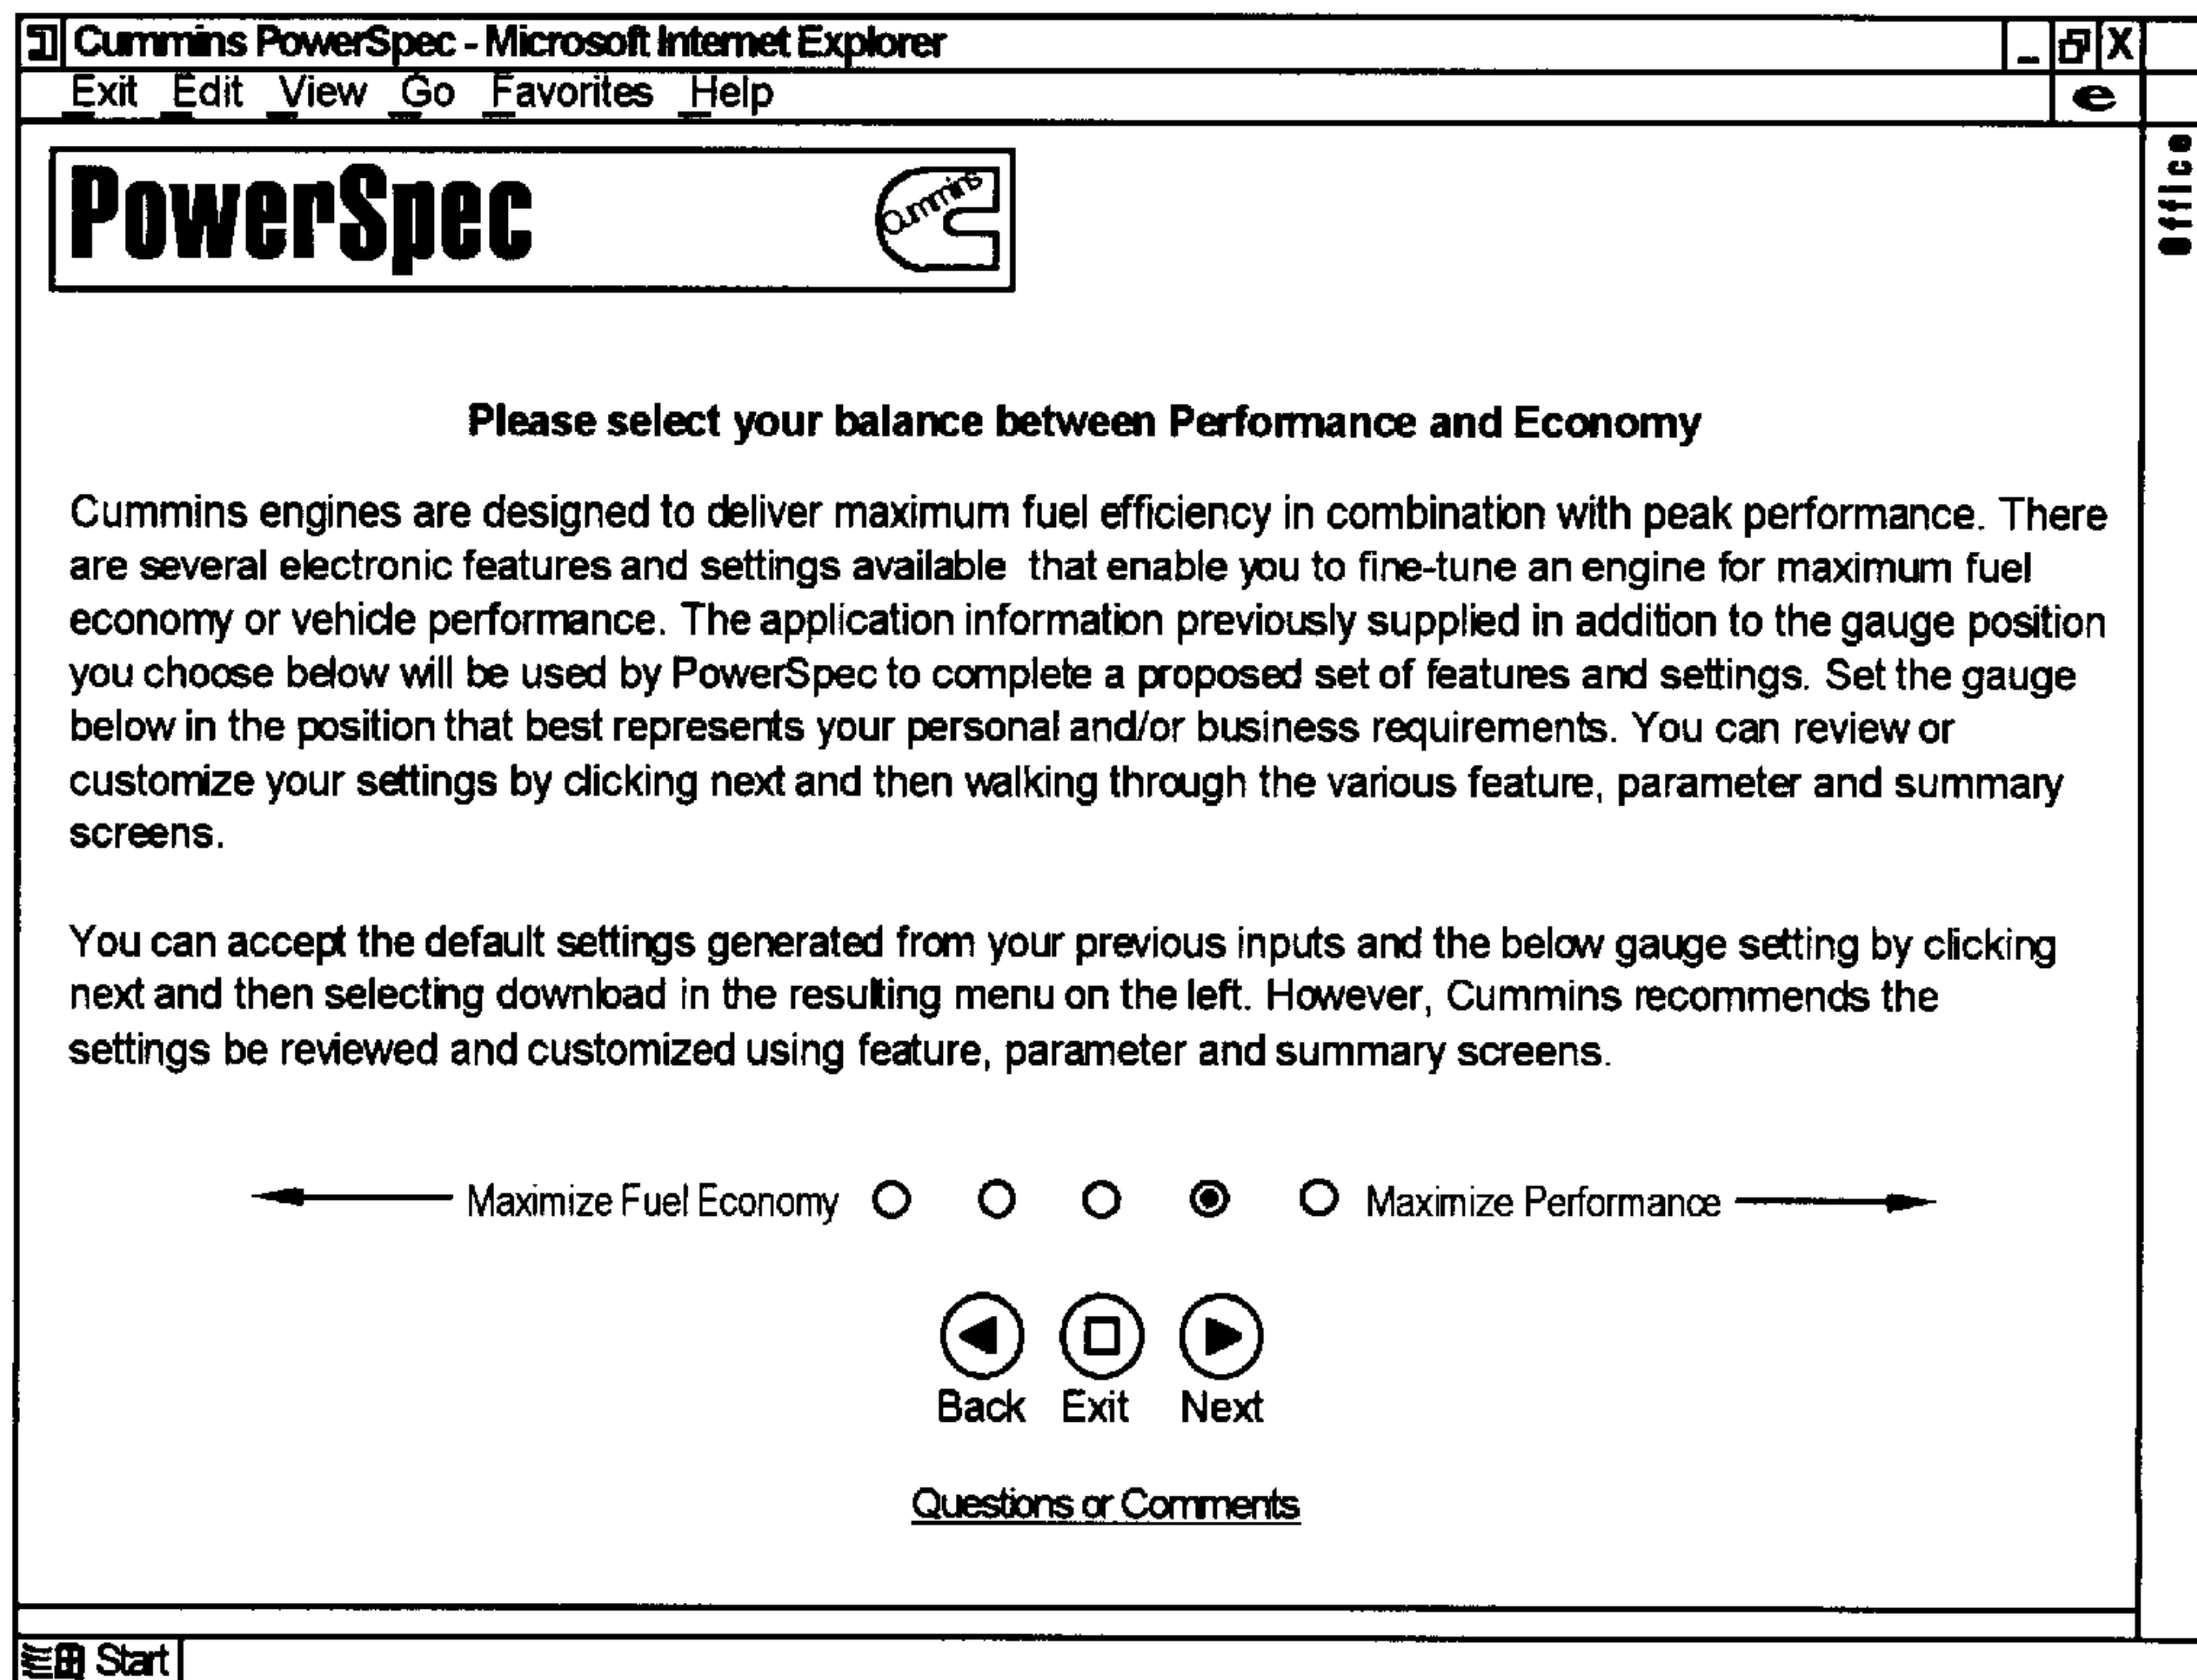 Cummins PowerSpec - Microsoft Internet Explorer
Exit Edit View Go Favorites Help
Office
PowerSpec Cummins
Please select your balance between Performance and Economy
Cummins engines are designed to deliver maximum fuel efficiency in combination with peak performance. There
are several electronic features and settings available that enable you to fine-tune an engine for maximum fuel
economy or vehicle performance. The application information previously supplied in addition to the gauge position
you choose below will be used by PowerSpec to complete a proposed set of features and settings. Set the gauge
below in the position that best represents your personal and/or business requirements. You can review or
customize your settings by clicking next and then walking through the various feature, parameter and summary
screens.
You can accept the default settings generated from your previous inputs and the below gauge setting by clicking
next and then selecting download in the resulting menu on the left. However, Cummins recommends the
settings be reviewed and customized using feature, parameter and summary screens.
Maximize Fuel Economy Maximize Performance
Back Exit Next
Questions or Comments
Start